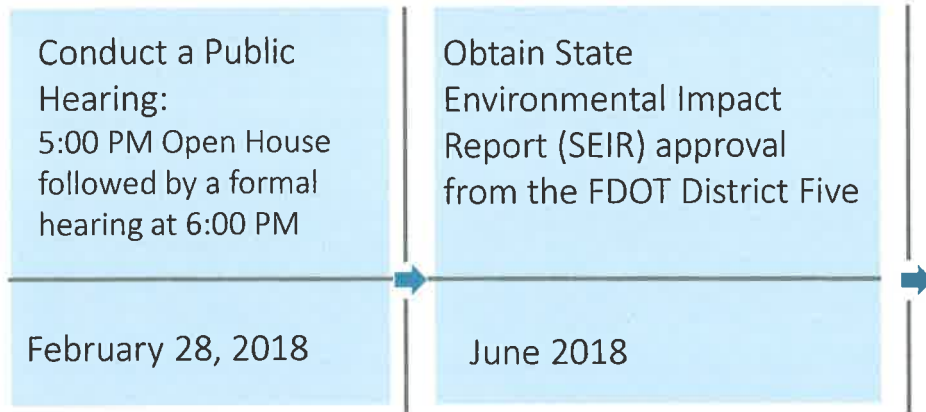 Conduct a Public
Hearing:
5:00 PM Open House
followed by a formal
hearing at 6:00 PM
February 28, 2018
Obtain State
Environmental Impact
Report (SEIR) approval
from the FDOT District Five
June 2018